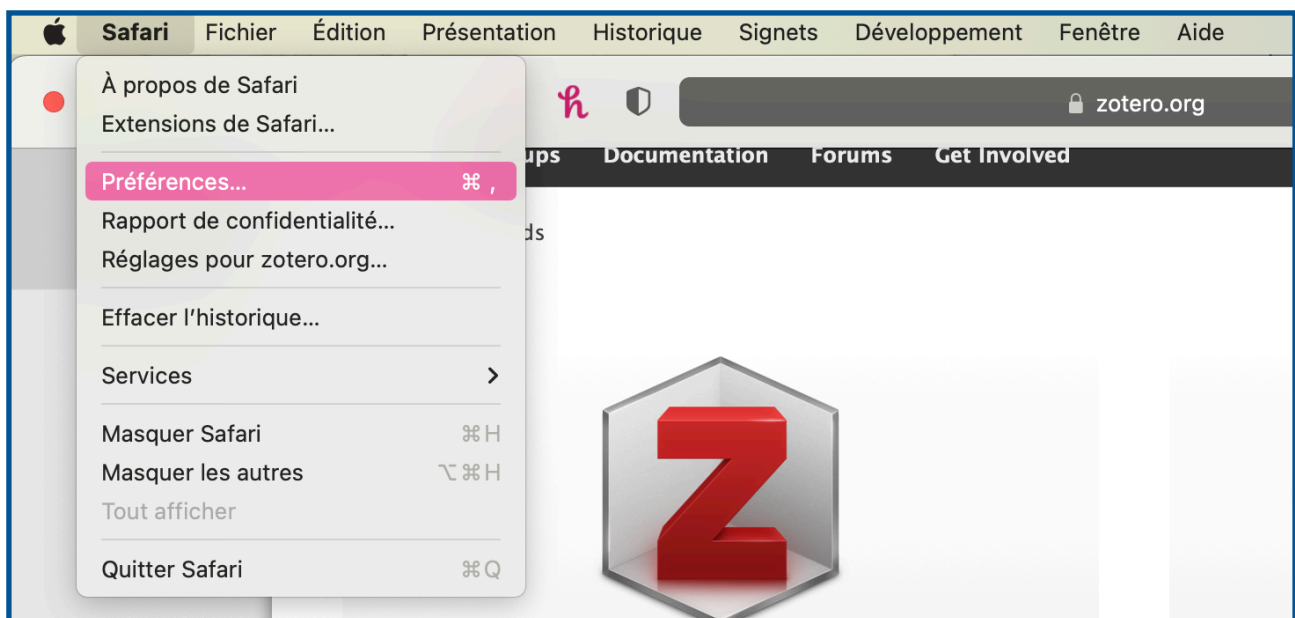 Safari Fichier Édition Présentation Historique Signets Développement Fenêtre Aide
zotero.org
Documentation Forums Get Involved
À propos de Safari
Extensions de Safari...
Préférences... ⌘ ,
Rapport de confidentialité...
Réglages pour zotero.org...
Effacer l’historique...
Services
Masquer Safari ⌘H
Masquer les autres ⌥⌘H
Tout afficher
Quitter Safari ⌘Q
Z